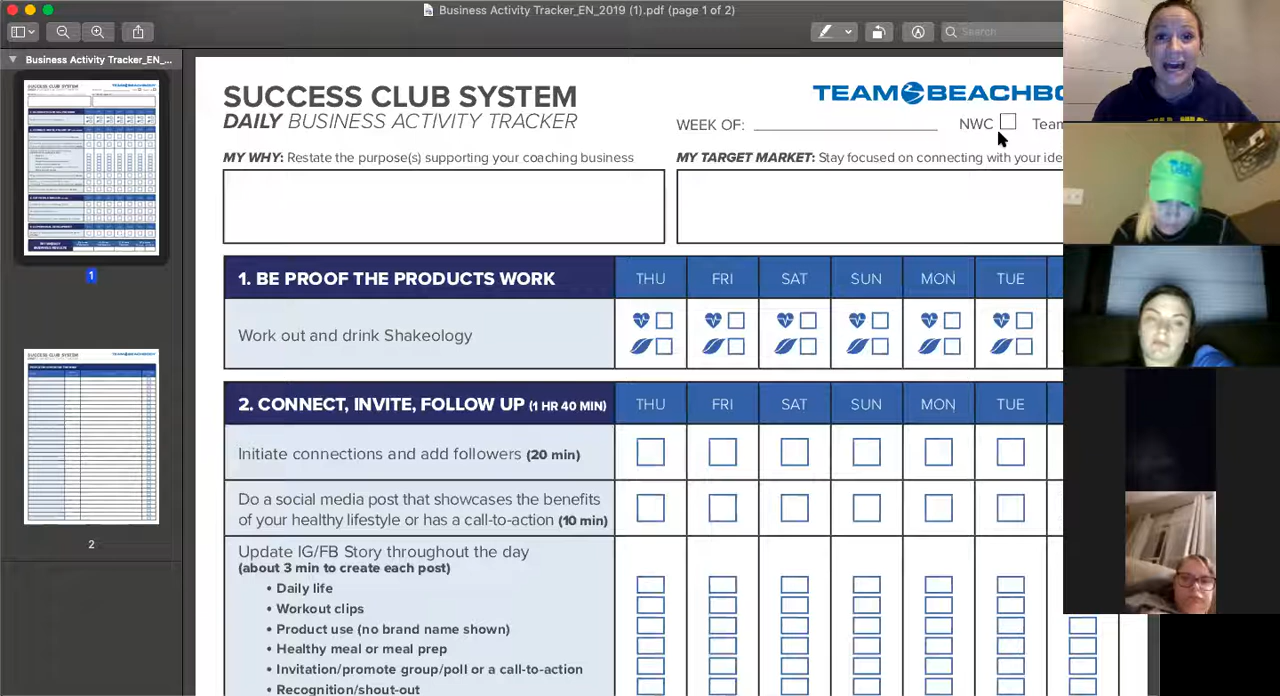 Business Activity Tracker_EN_2019 (1).pdf (page 1 of 2)
Search
Business Activity Tracker_EN_...
1
2
SUCCESS CLUB SYSTEM
DAILY BUSINESS ACTIVITY TRACKER
TEAM BEACHBO
WEEK OF:
NWC
Team
MY WHY: Restate the purpose(s) supporting your coaching business
MY TARGET MARKET: Stay focused on connecting with your ide
1. BE PROOF THE PRODUCTS WORK THU FRI SAT SUN MON TUE
Work out and drink Shakeology
2. CONNECT, INVITE, FOLLOW UP (1 HR 40 MIN) THU FRI SAT SUN MON TUE
Initiate connections and add followers (20 min)
Do a social media post that showcases the benefits
of your healthy lifestyle or has a call-to-action (10 min)
Update IG/FB Story throughout the day
(about 3 min to create each post)
• Daily life
• Workout clips
• Product use (no brand name shown)
• Healthy meal or meal prep
• Invitation/promote group/poll or a call-to-action
• Recognition/shout-out